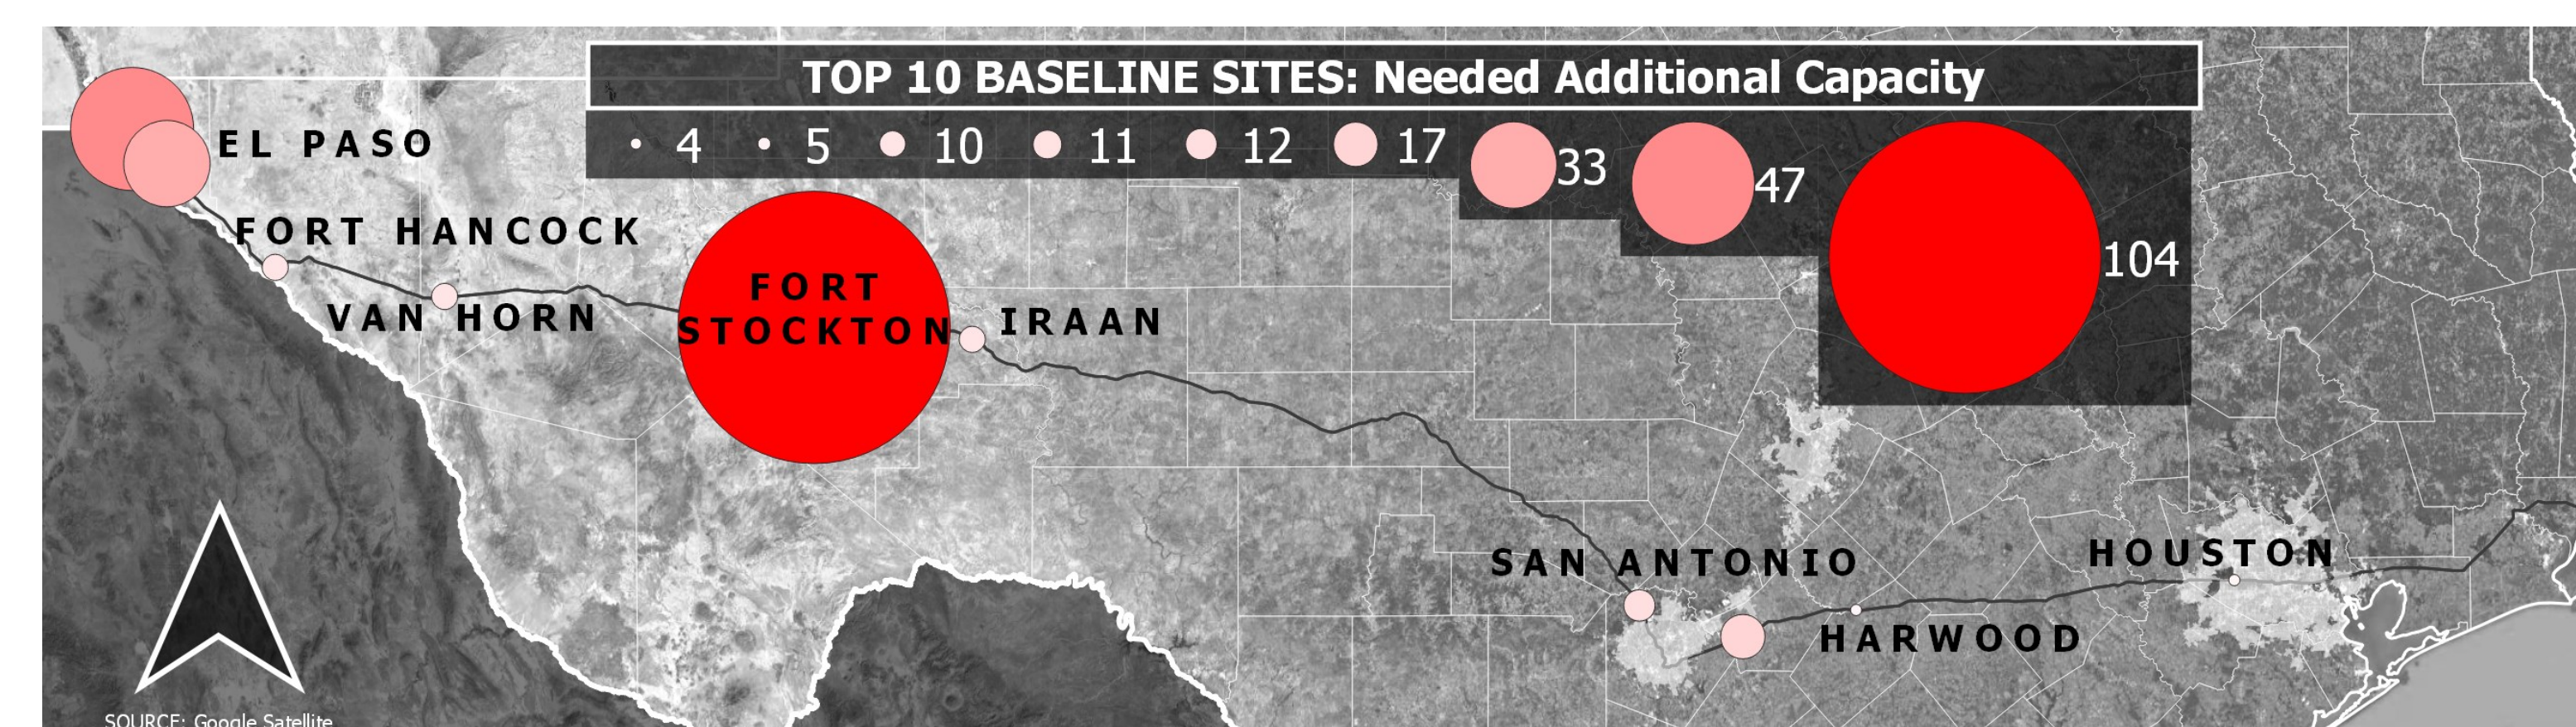 TOP 10 BASELINE SITES: Needed Additional Capacity
4 5 10 11 12 17 33 47 104
EL PASO
FORT HANCOCK
VAN HORN
FORT
STOCKTON
IRAAN
SAN ANTONIO
HOUSTON
HARWOOD
SOURCE: Google Satellite